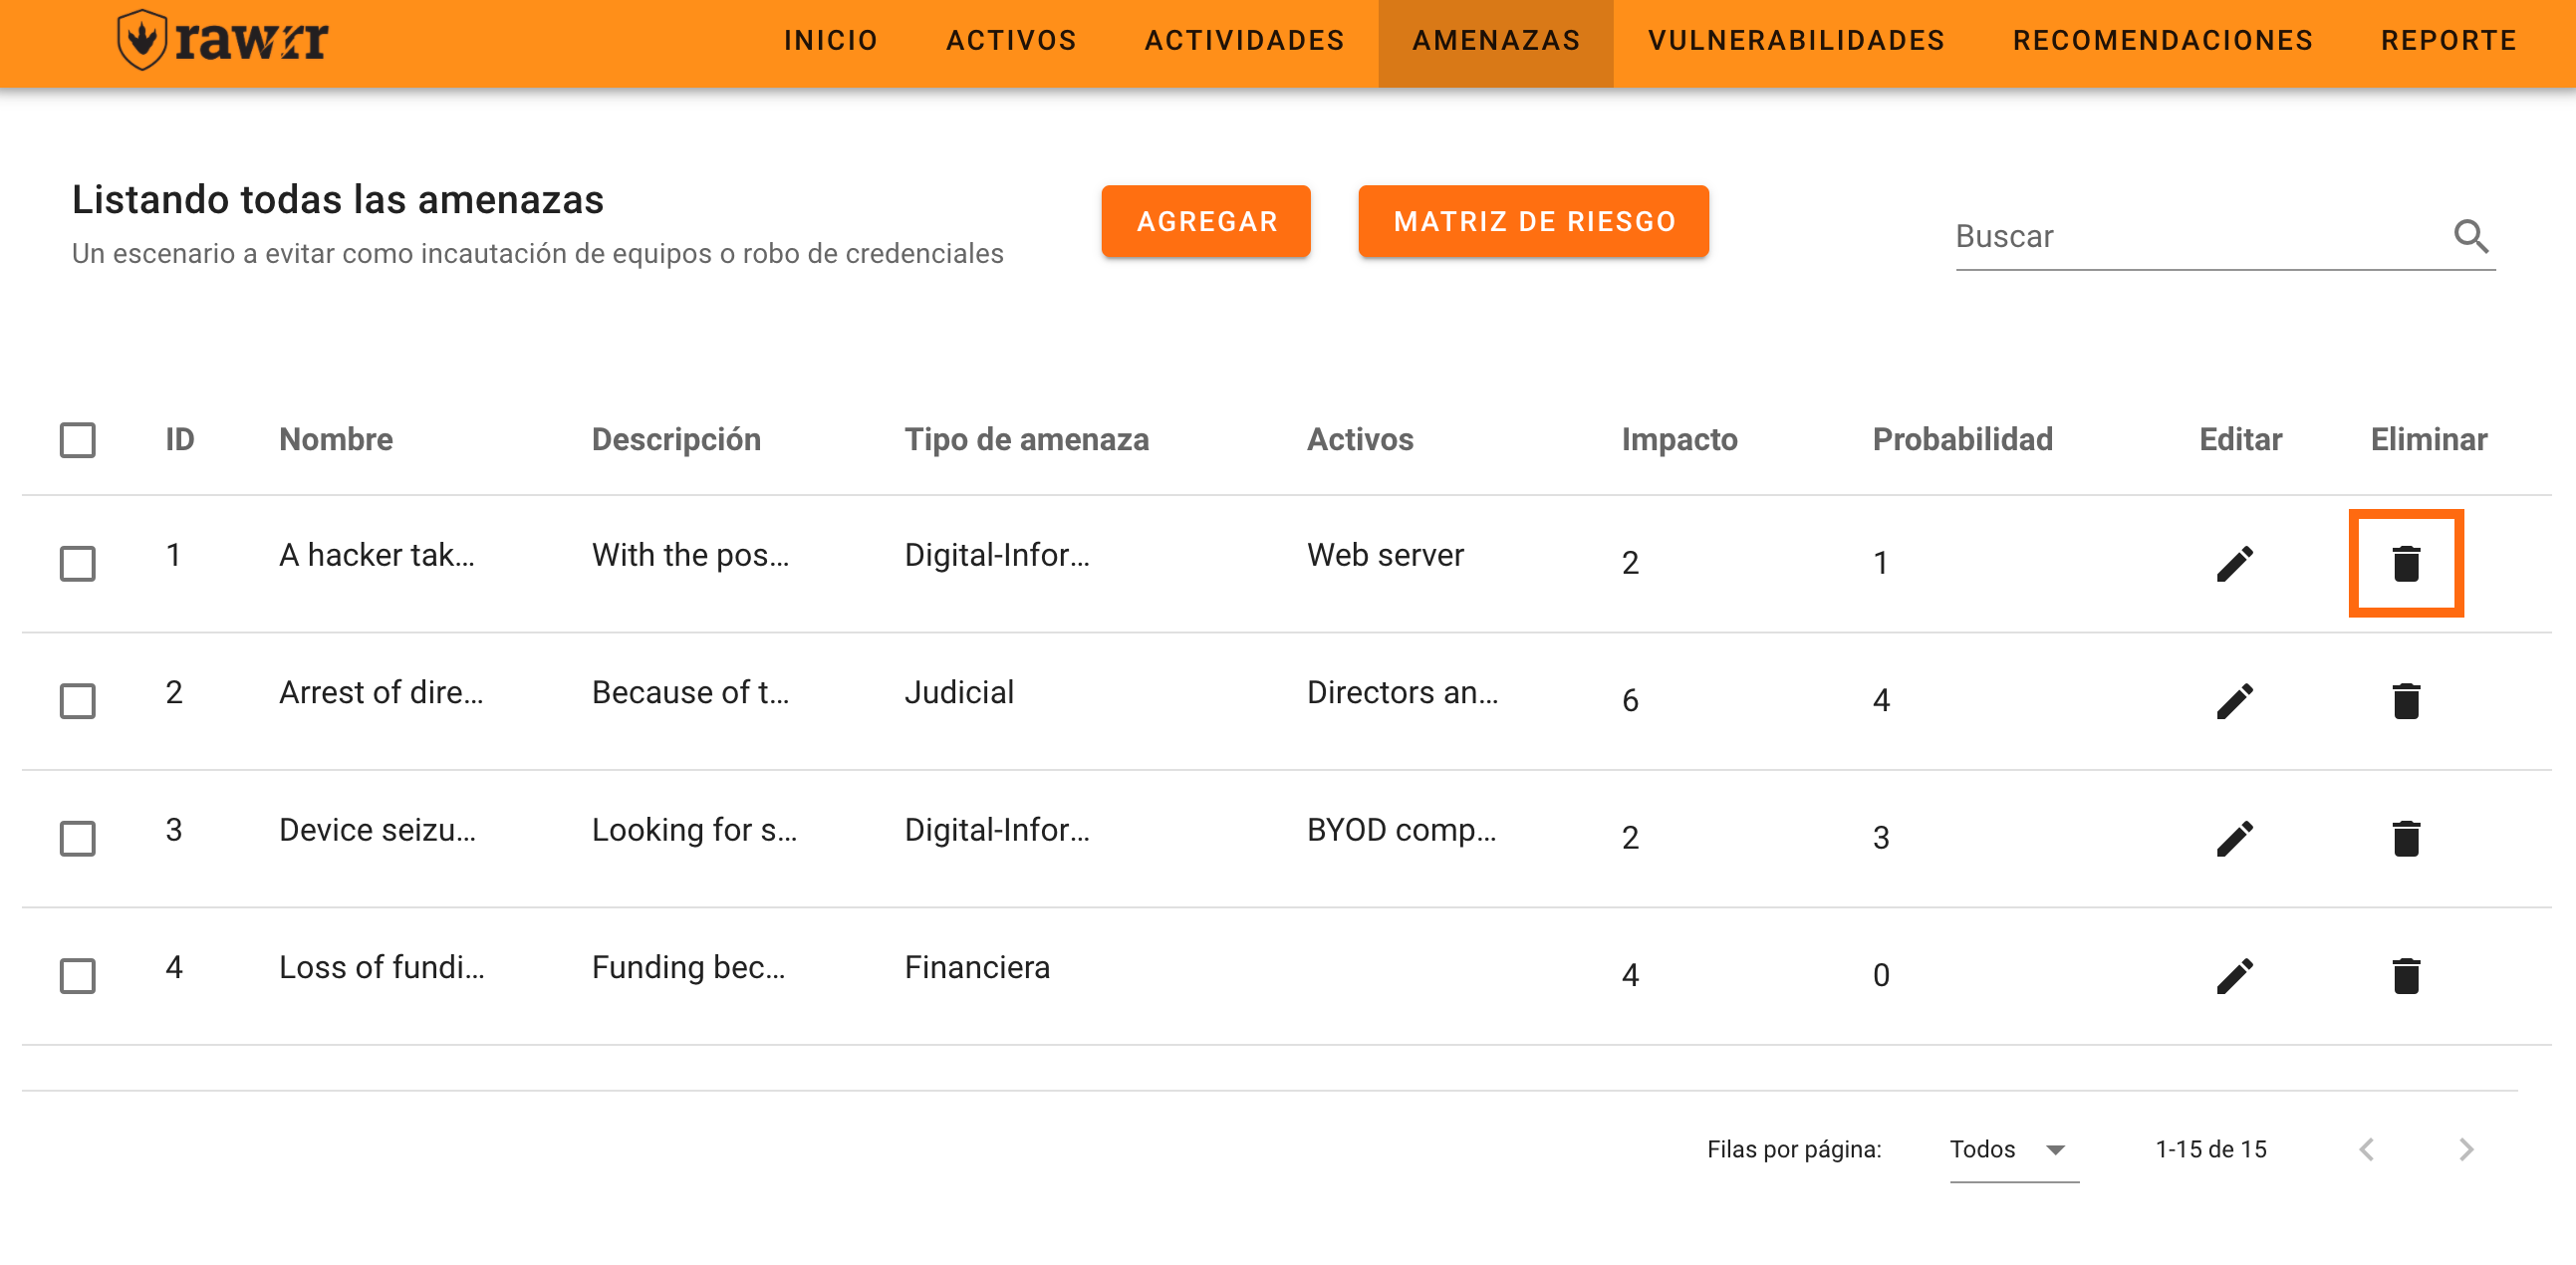 rawrr INICIO ACTIVOS ACTIVIDADES AMENAZAS VULNERABILIDADES RECOMENDACIONES REPORTE
Listando todas las amenazas
Un escenario a evitar como incautación de equipos o robo de credenciales
AGREGAR MATRIZ DE RIESGO
Buscar
ID Nombre Descripción Tipo de amenaza Activos Impacto Probabilidad Editar Eliminar
1 A hacker tak... With the pos... Digital-Infor... Web server 2 1
2 Arrest of dire... Because of t... Judicial Directors an... 6 4
3 Device seizu... Looking for s... Digital-Infor... BYOD comp... 2 3
4 Loss of fundi... Funding bec... Financiera 4 0
Filas por página: Todos 1-15 de 15